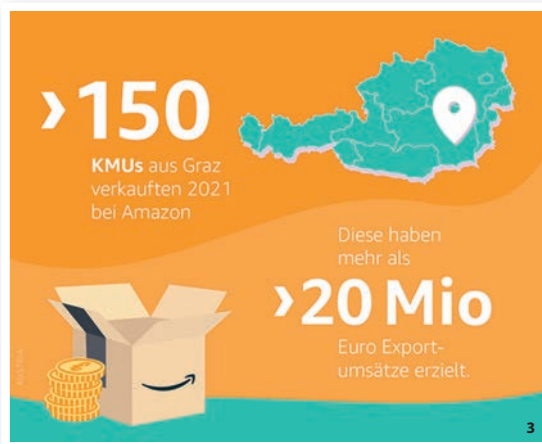 ›150
KMUs aus Graz
verkauften 2021
bei Amazon
Diese haben
mehr als
›20 Mio
Euro Export-
umsätze erzielt.
AUSTRIA
3